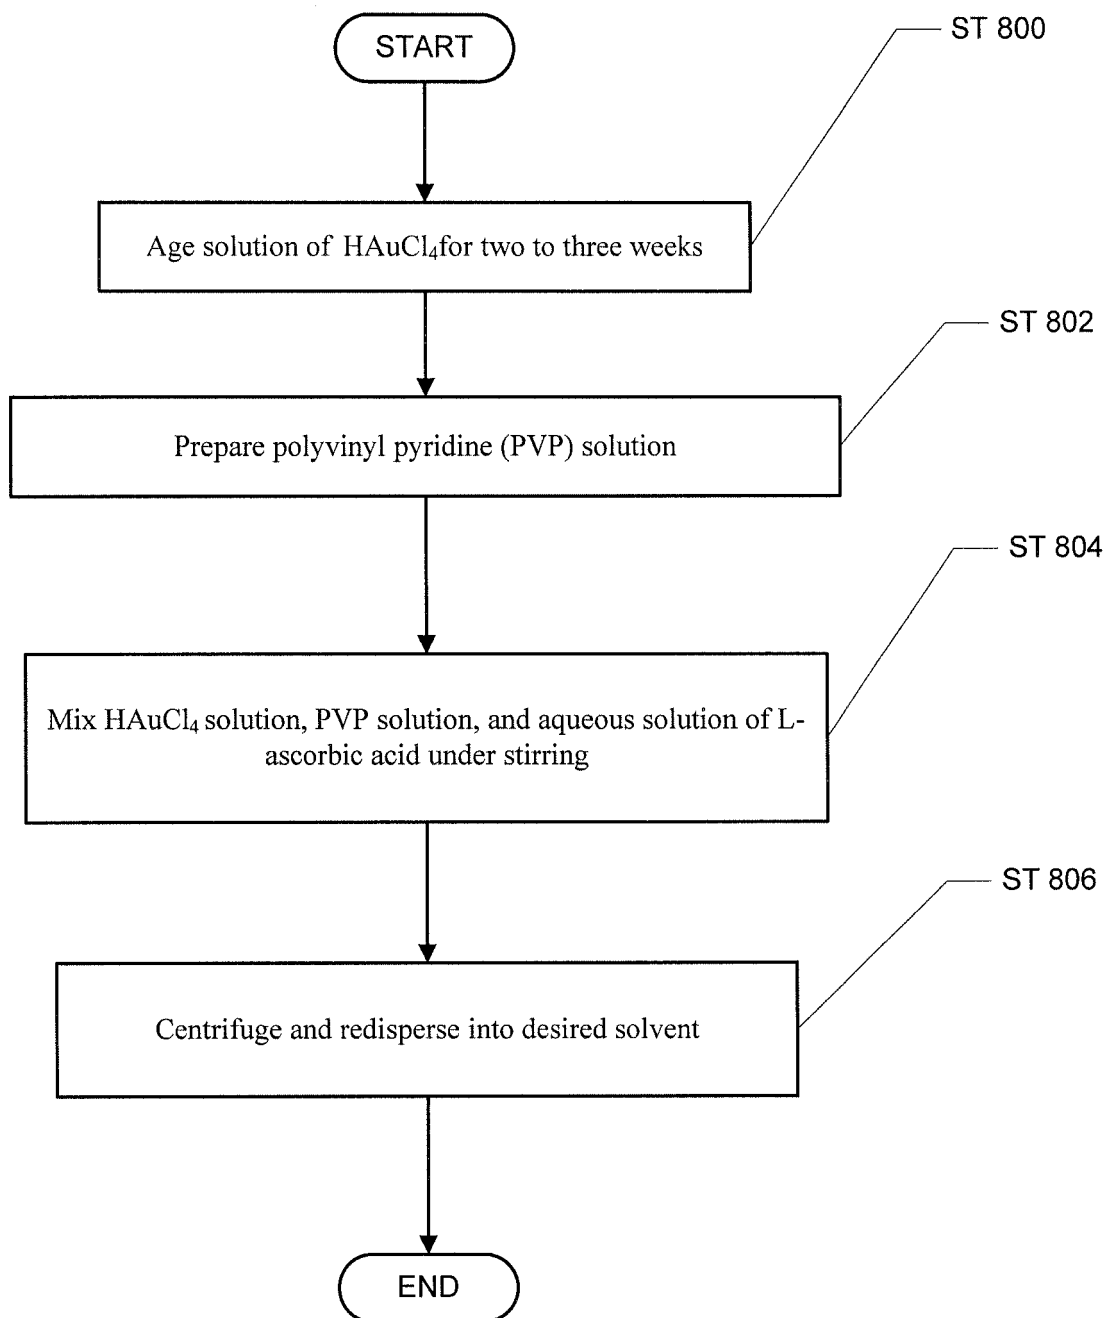 START
ST 800
Age solution of HAuCl₄for two to three weeks
ST 802
Prepare polyvinyl pyridine (PVP) solution
ST 804
Mix HAuCl₄ solution, PVP solution, and aqueous solution of L-
ascorbic acid under stirring
ST 806
Centrifuge and redisperse into desired solvent
END